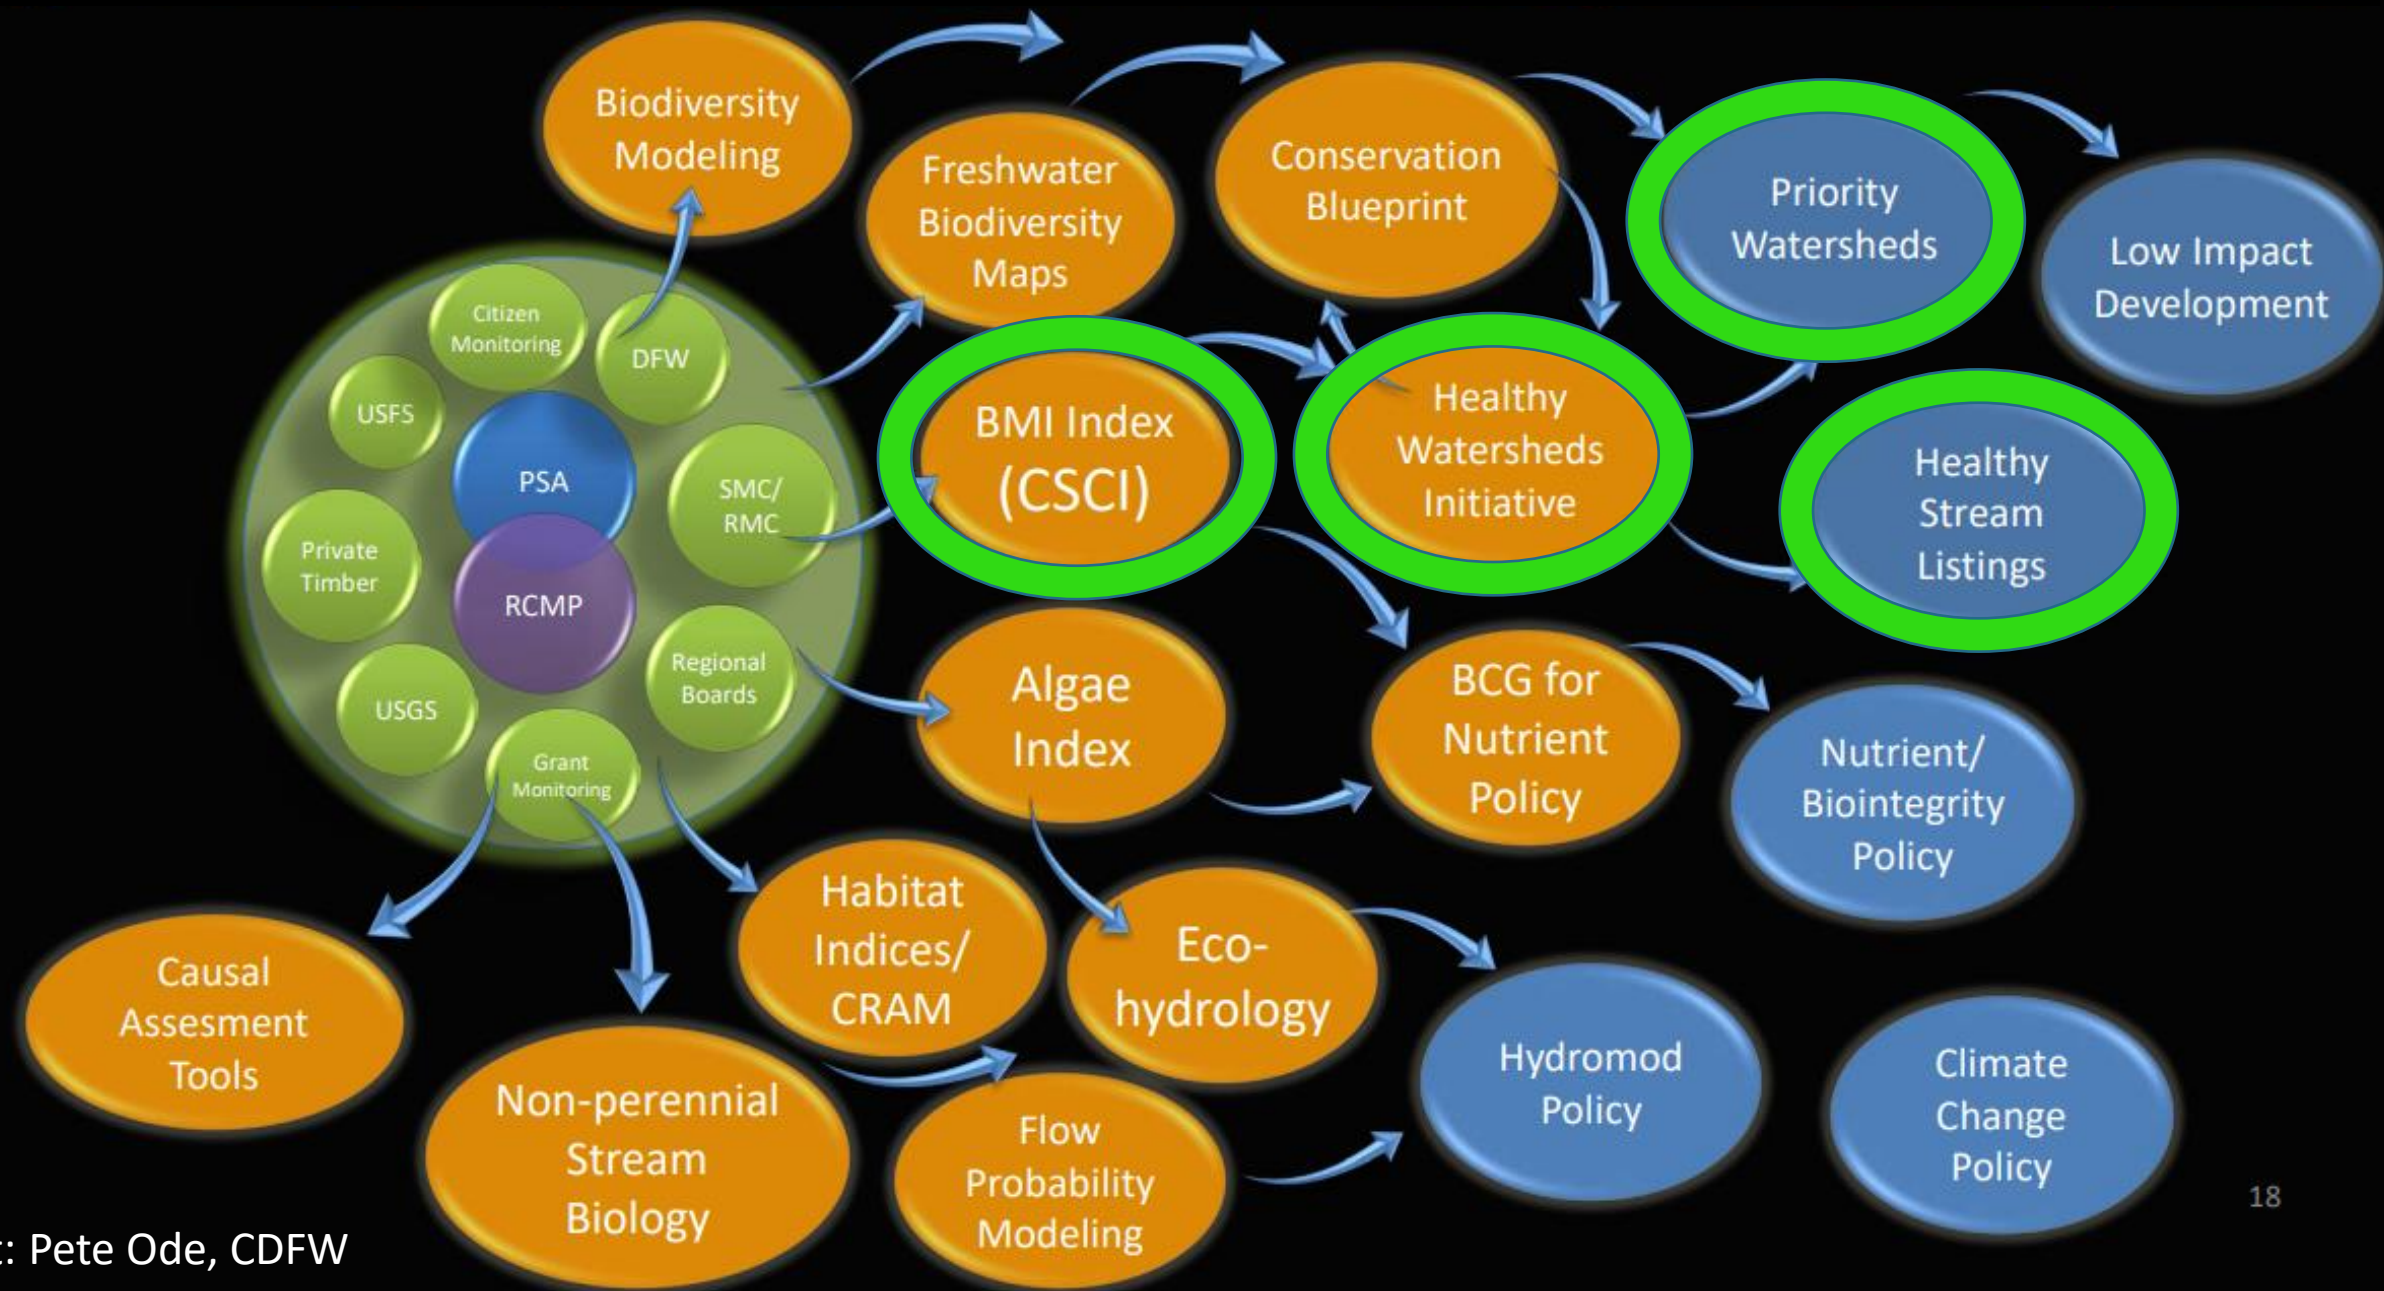 Biodiversity
Modeling
Freshwater
Biodiversity
Maps
Conservation
Blueprint
Priority
Watersheds
Low Impact
Development
Citizen
Monitoring
DFW
USFS
PSA
SMC/
RMC
Private
Timber
RCMP
Regional
Boards
USGS
Grant
Monitoring
BMI Index
(CSCI)
Healthy
Watersheds
Initiative
Healthy
Stream
Listings
Algae
Index
BCG for
Nutrient
Policy
Nutrient/
Biointegrity
Policy
Causal
Assesment
Tools
Non-perennial
Stream
Biology
Habitat
Indices/
CRAM
Eco-
hydrology
Flow
Probability
Modeling
Hydromod
Policy
Climate
Change
Policy
: Pete Ode, CDFW
18